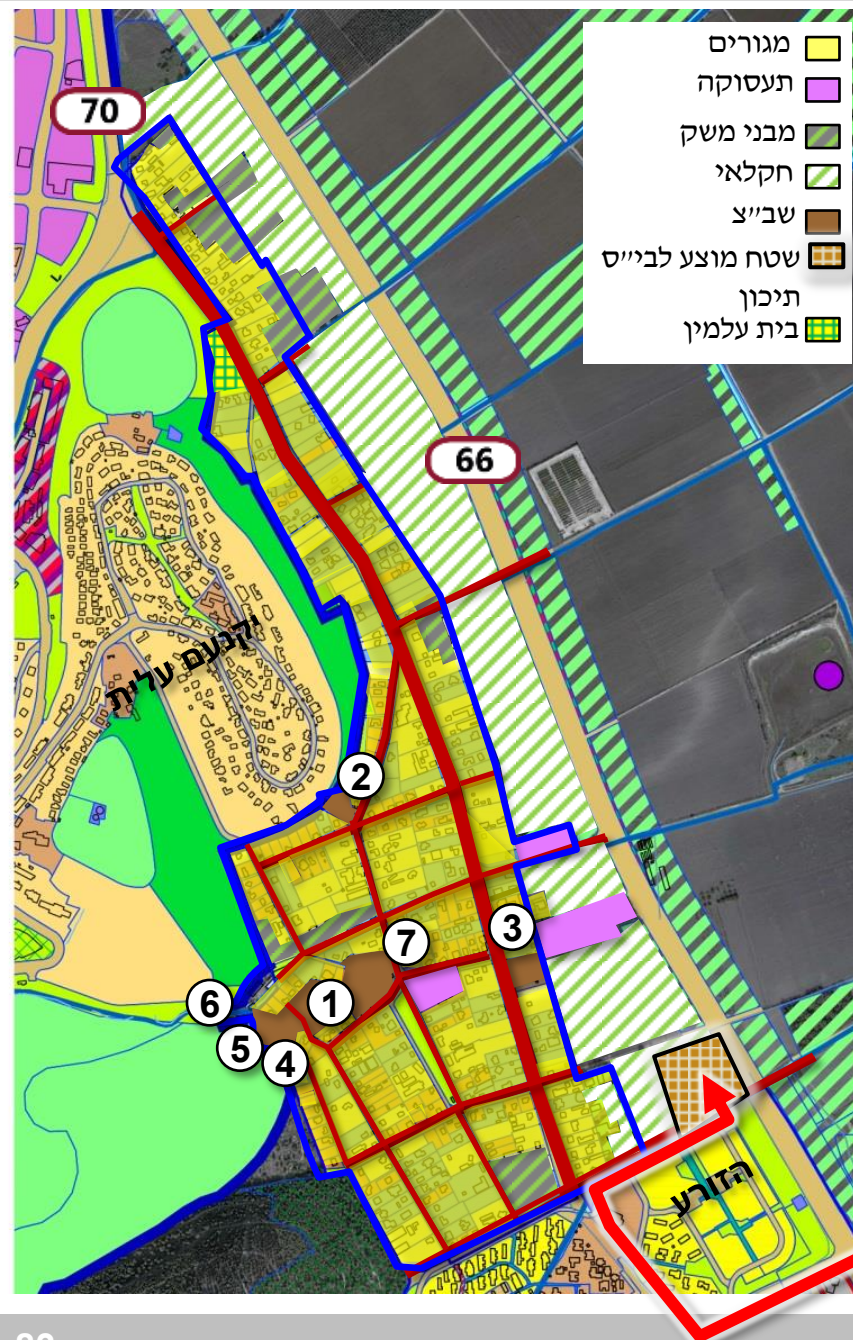 מגורים
תעסוקה
מבני משק
חקלאי
שב״צ
שטח מוצע לבי״ס
תיכון
בית עלמין
70
66
יקנעם עלית
2
7
3
6
1
5
4
הזורע